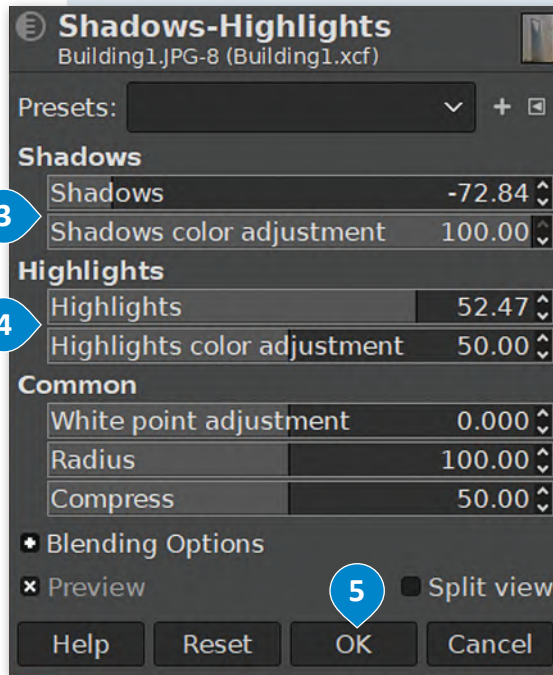 Shadows-Highlights
Building1.JPG-8 (Building1.xcf)
Presets:
Shadows
3
Shadows -72.84
Shadows color adjustment 100.00
Highlights
4
Highlights 52.47
Highlights color adjustment 50.00
Common
White point adjustment 0.000
Radius 100.00
Compress 50.00
Blending Options
Preview 5 Split view
Help Reset OK Cancel